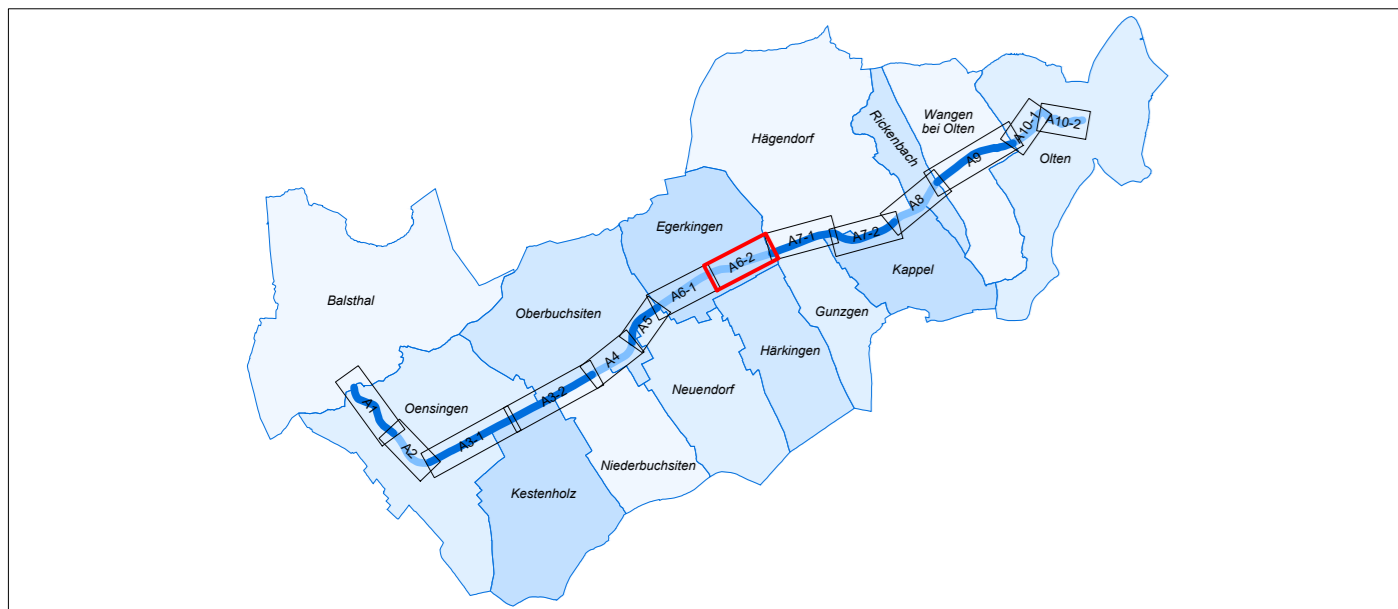 Hägendorf
Wangen
bei Olten
Rickenbach
A10-1
A10-2
Olten
A9
A8
Egerkingen
A7-1
A7-2
A6-2
Kappel
A6-1
Balsthal
Oberbuchsiten
Gunzgen
A5
Härkingen
A4
Neuendorf
A3-2
A1
Oensingen
A2
A3-1
Niederbuchsiten
Kestenholz